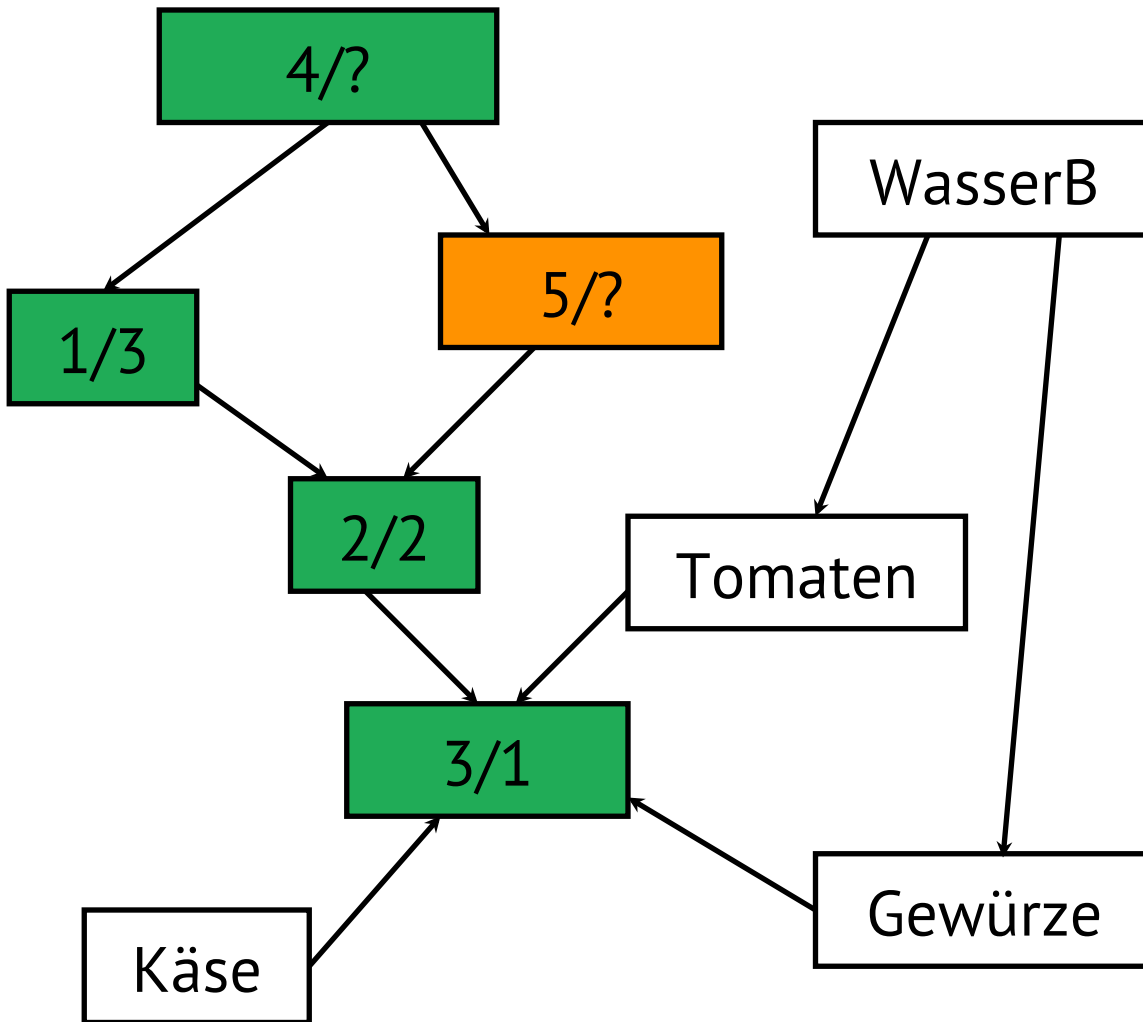 4/?
WasserB
5/?
1/3
2/2
Tomaten
3/1
Gewürze
Käse